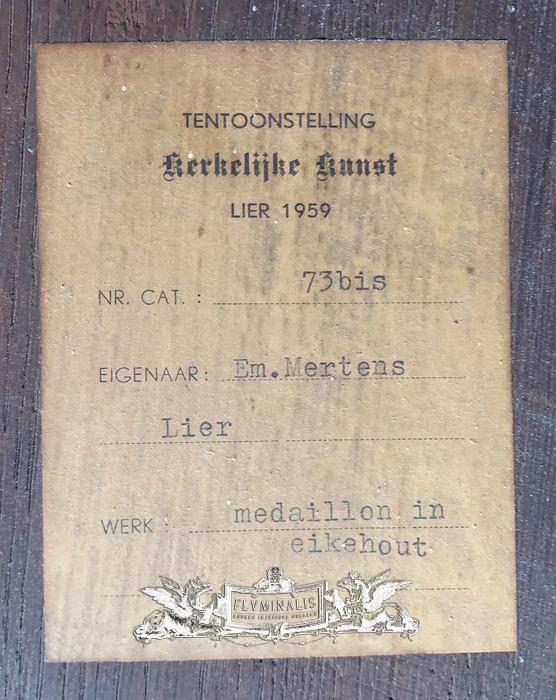 TENTOONSTELLING
Kerkelijke Kunst
LIER 1959
NR. CAT. : 73bis
EIGENAAR: Em.Mertens
Lier
WERK : medaillon in
eikehout
FLVMINALIS